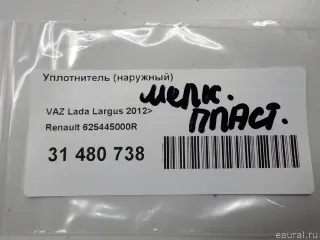 Уплотнитель (наружный)
мелк.
пласт.
VAZ Lada Largus 2012>
Renault 625445000R
31 480 738
eaural.ru